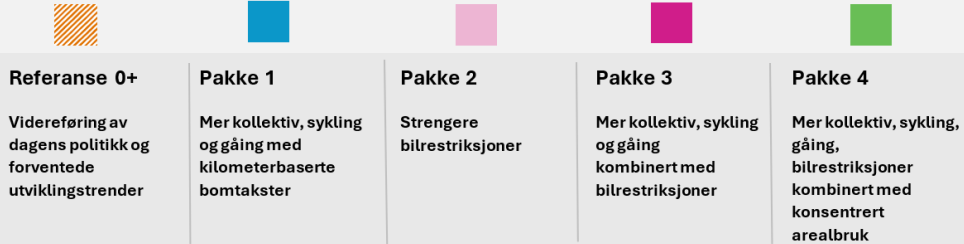 Referanse 0+
Videreføring av
dagens politikk og
forventede
utviklingstrender
Pakke 1
Mer kollektiv, sykling
og gåing med
kilometerbaserte
bomtakster
Pakke 2
Strengere
bilrestriksjoner
Pakke 3
Mer kollektiv, sykling
og gåing
kombinert med
bilrestriksjoner
Pakke 4
Mer kollektiv, sykling,
gåing,
bilrestriksjoner
kombinert med
konsentrert
arealbruk